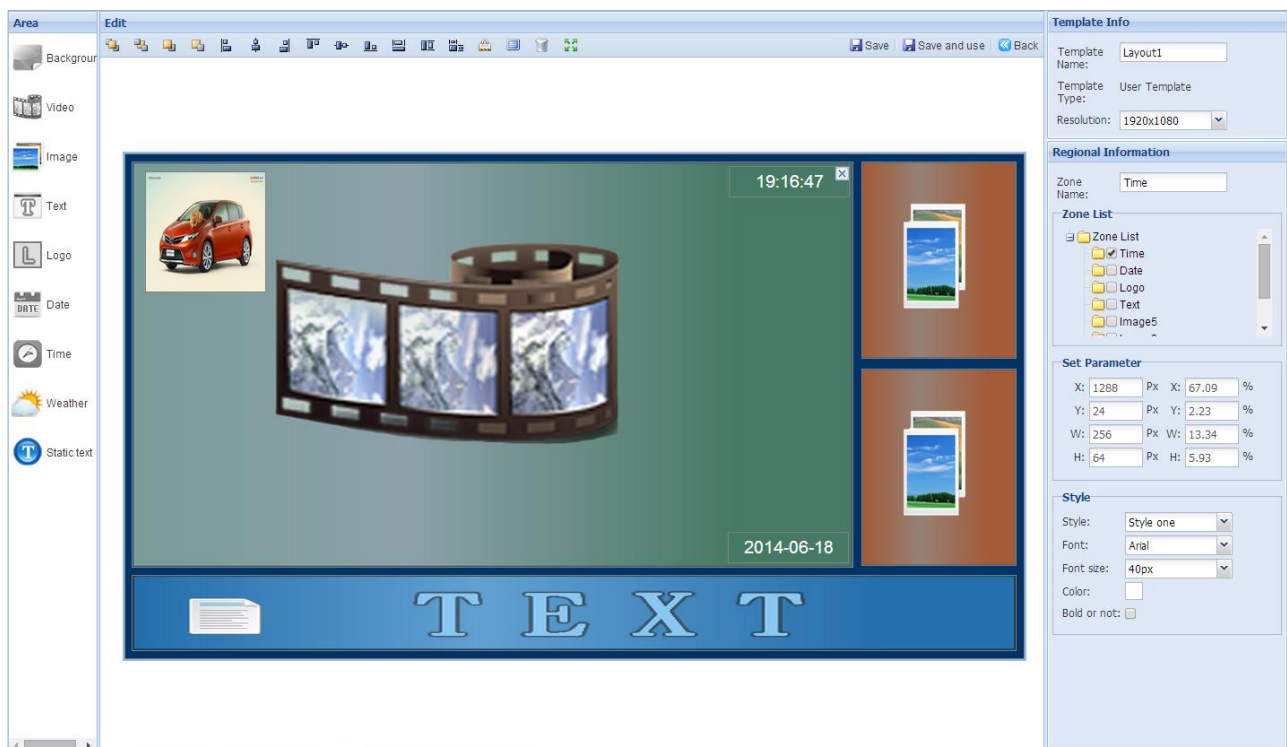 Area
Backgrour
Video
Image
Text
Logo
DATE Date
Time
Weather
Static text
Edit
Save Save and use Back
19:16:47
2014-06-18
TEXT
Template Info
Template Name: Layout1
Template Type: User Template
Resolution: 1920x1080
Regional Information
Zone Name: Time
Zone List
Zone List
Time
Date
Logo
Text
Image5
Set Parameter
X: 1288 Px X: 67.09 %
Y: 24 Px Y: 2.23 %
W: 256 Px W: 13.34 %
H: 64 Px H: 5.93 %
Style
Style: Style one
Font: Arial
Font size: 40px
Color:
Bold or not: